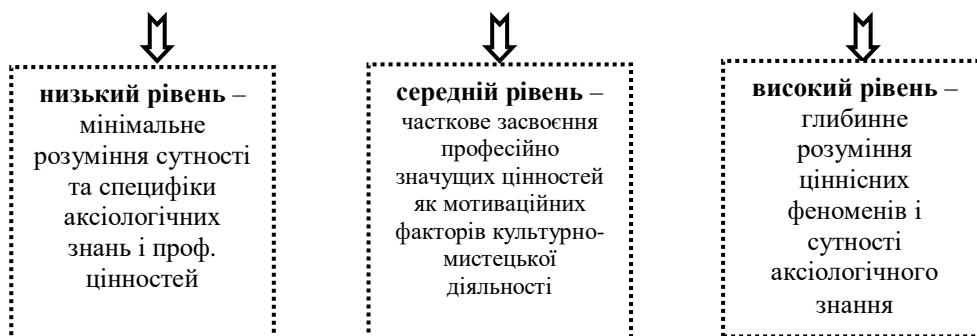 низький рівень –
мінімальне
розуміння сутності
та специфіки
аксіологічних
знань і проф.
цінностей
середній рівень –
часткове засвоєння
професійно
значущих цінностей
як мотиваційних
факторів культурно-
мистецької
діяльності
високий рівень –
глибинне
розуміння
ціннісних
феноменів і
сутності
аксіологічного
знання